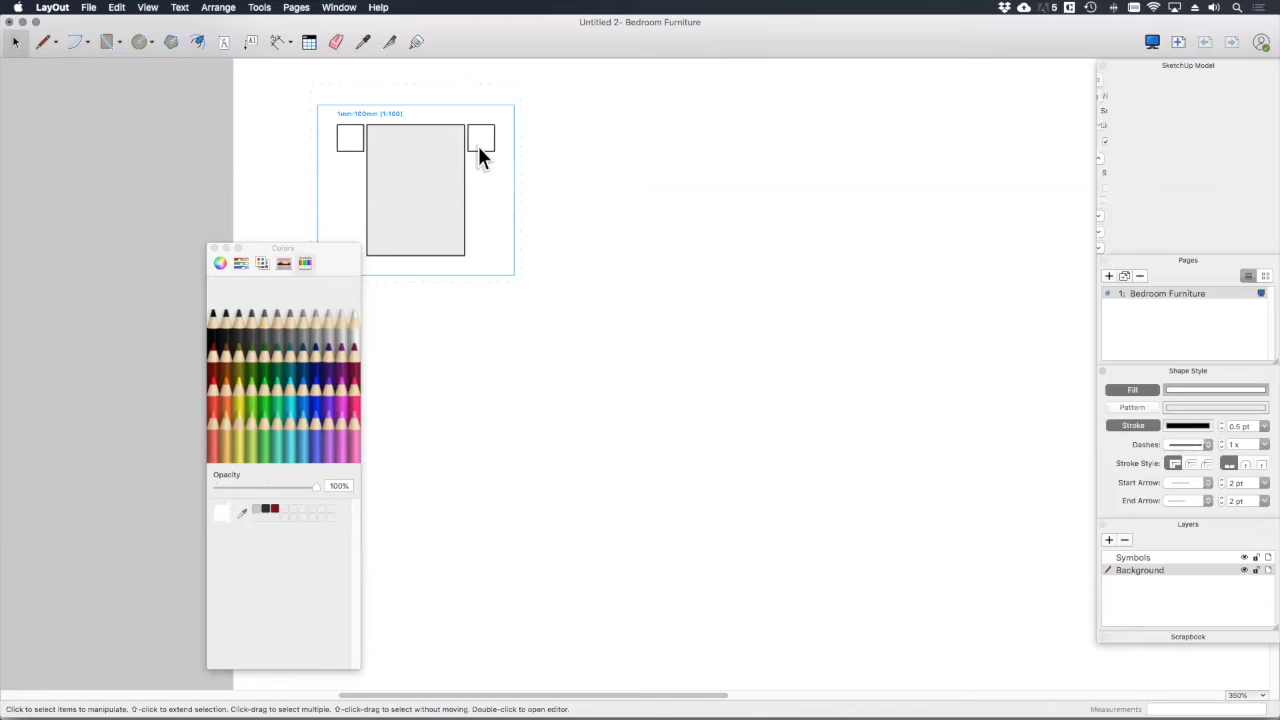 LayOut File Edit View Text Arrange Tools Pages Window Help
5
Untitled 2- Bedroom Furniture
A
A1
SketchUp Model
1mm:100mm (1:100)
Sc
S
Colors
Pages
1: Bedroom Furniture
Shape Style
Fill
Pattern
Stroke
0.5 pt
Dashes:
1 x
Stroke Style:
Start Arrow:
2 pt
Opacity
100%
End Arrow:
2 pt
Layers
Symbols
Background
Scrapbook
350%
Click to select items to manipulate. ⇧-click to extend selection. Click-drag to select multiple. ⇧-click-drag to select without moving. Double-click to open editor.
Measurements